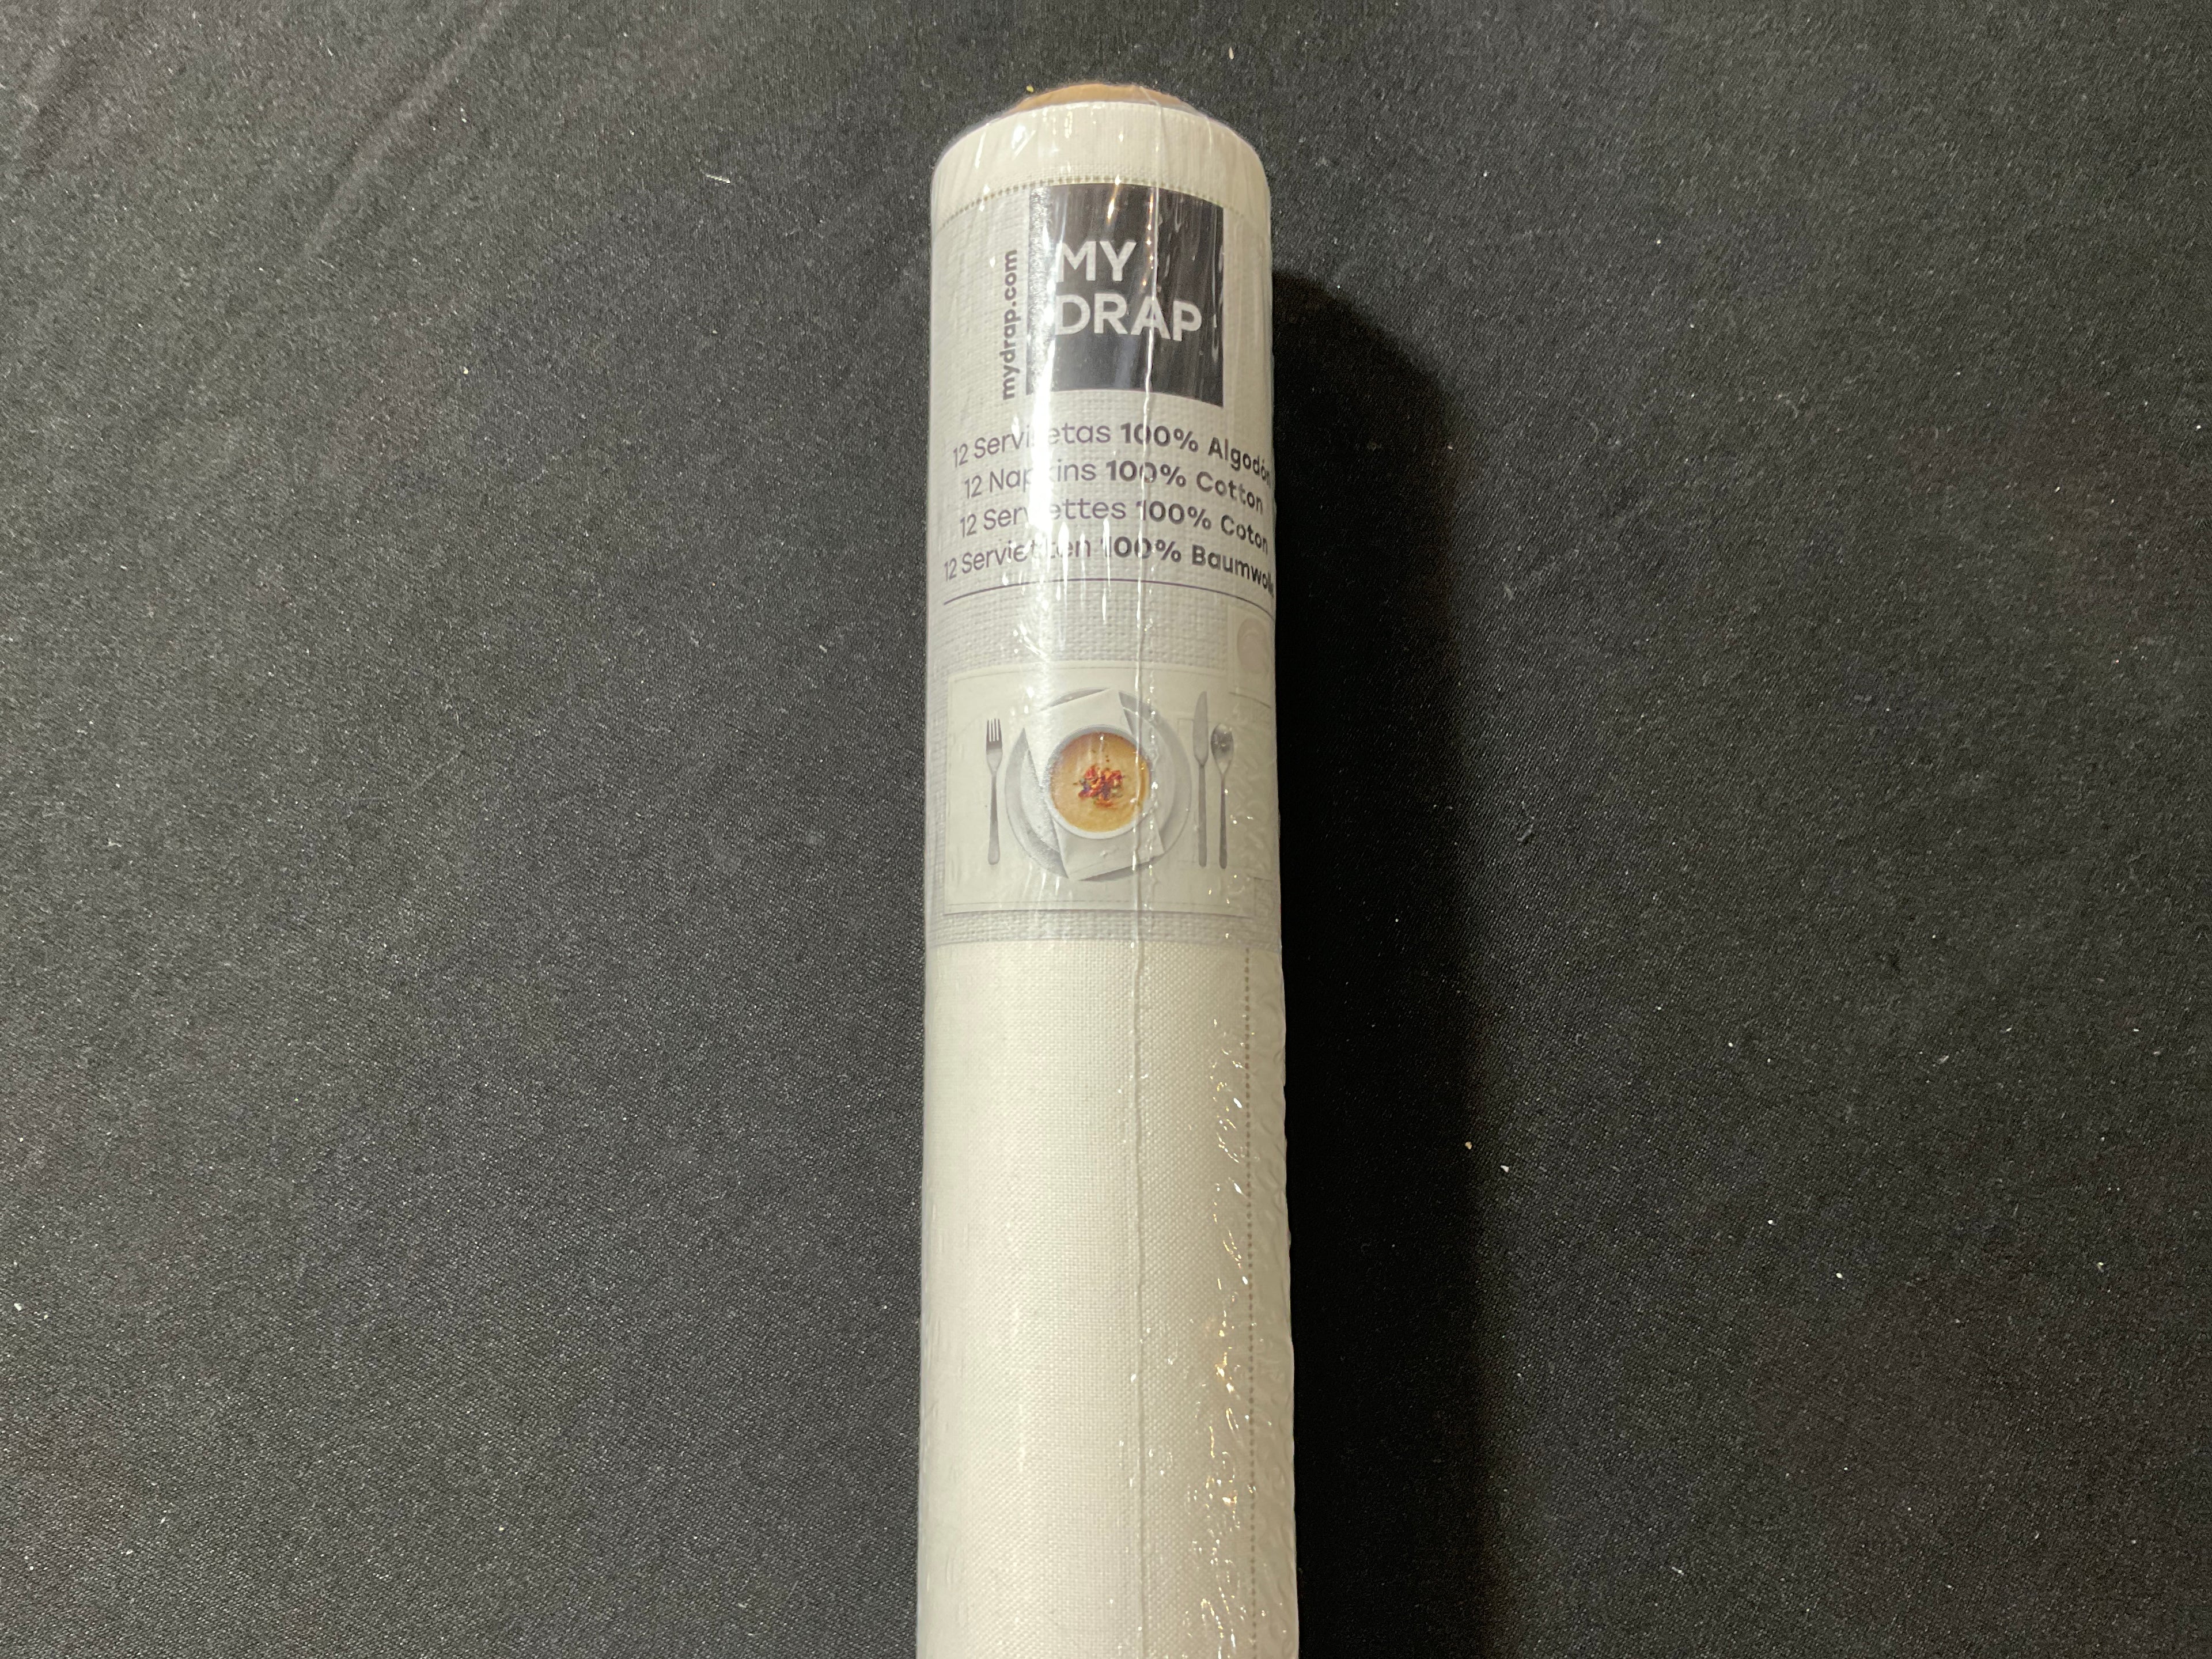 MY
DRAP
mydrap.com
12 Servilletas 100% Algodón
12 Napkins 100% Cotton
12 Serviettes 100% Coton
12 Servietten 100% Baumwolle